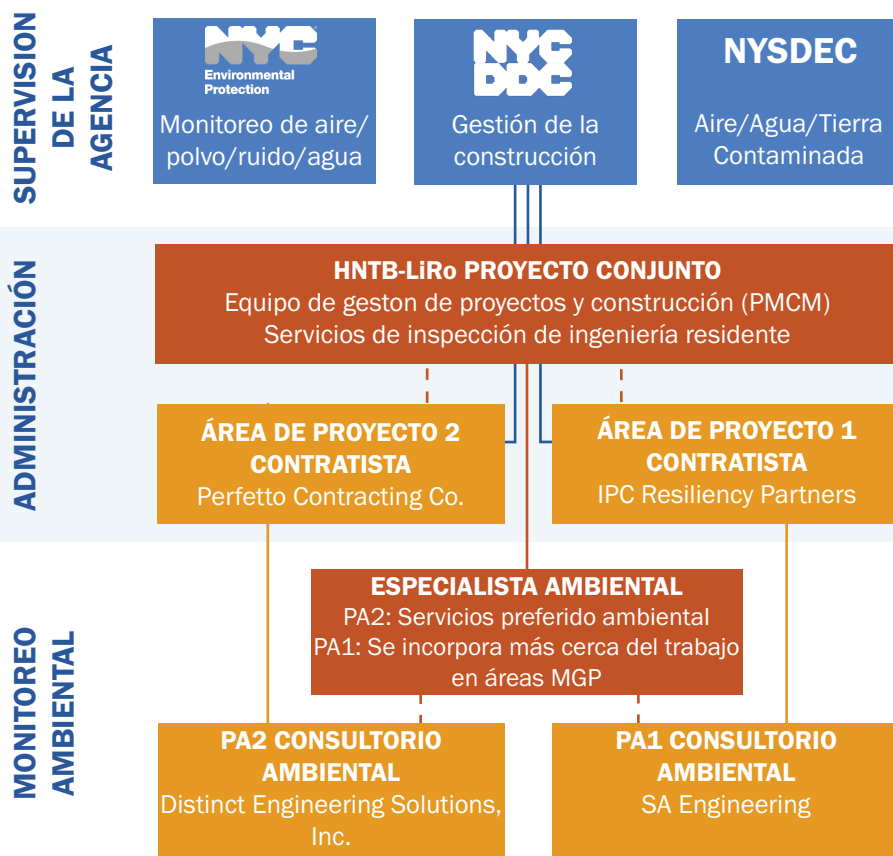 SUPERVISION
DE LA
AGENCIA
NYC
Environmental
Protection
Monitoreo de aire/
polvo/ruido/agua
NYC
DDC
Gestión de la
construcción
NYSDEC
Aire/Agua/Tierra
Contaminada
ADMINISTRACIÓN
HNTB-LiRo PROYECTO CONJUNTO
Equipo de geston de proyectos y construcción (PMCM)
Servicios de inspección de ingeniería residente
ÁREA DE PROYECTO 2
CONTRATISTA
Perfetto Contracting Co.
ÁREA DE PROYECTO 1
CONTRATISTA
IPC Resiliency Partners
MONITOREO
AMBIENTAL
ESPECIALISTA AMBIENTAL
PA2: Servicios preferido ambiental
PA1: Se incorpora más cerca del trabajo
en áreas MGP
PA2 CONSULTORIO
AMBIENTAL
Distinct Engineering Solutions,
Inc.
PA1 CONSULTORIO
AMBIENTAL
SA Engineering